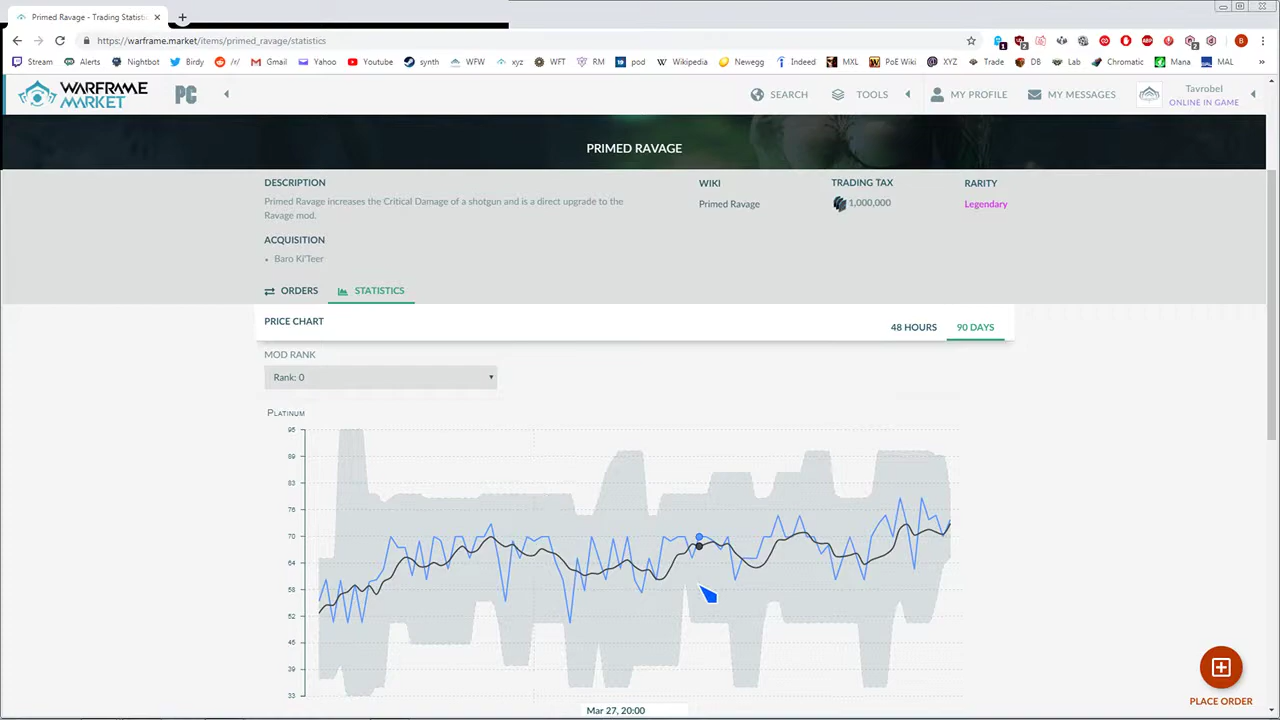 Primed Ravage - Trading Statisti
https://warframe.market/items/primed_ravage/statistics
Stream Alerts Nightbot Birdy /r/ Gmail Yahoo Youtube synth WFW xyz WFT RM pod Wikipedia Newegg Indeed MXL PoE Wiki XYZ Trade DB Lab Chromatic Mana MAL »
WARFRAME MARKET PC SEARCH TOOLS MY PROFILE MY MESSAGES Tavrobel
ONLINE IN GAME
PRIMED RAVAGE
DESCRIPTION WIKI TRADING TAX RARITY
Primed Ravage increases the Critical Damage of a shotgun and is a direct upgrade to the Primed Ravage 1,000,000 Legendary
Ravage mod.
ACQUISITION
• Baro Ki'Teer
ORDERS STATISTICS
PRICE CHART 48 HOURS 90 DAYS
MOD RANK
Rank: 0
PLATINUM
95
89
83
76
70
64
58
52
45
39
33
Mar 27, 20:00
PLACE ORDER